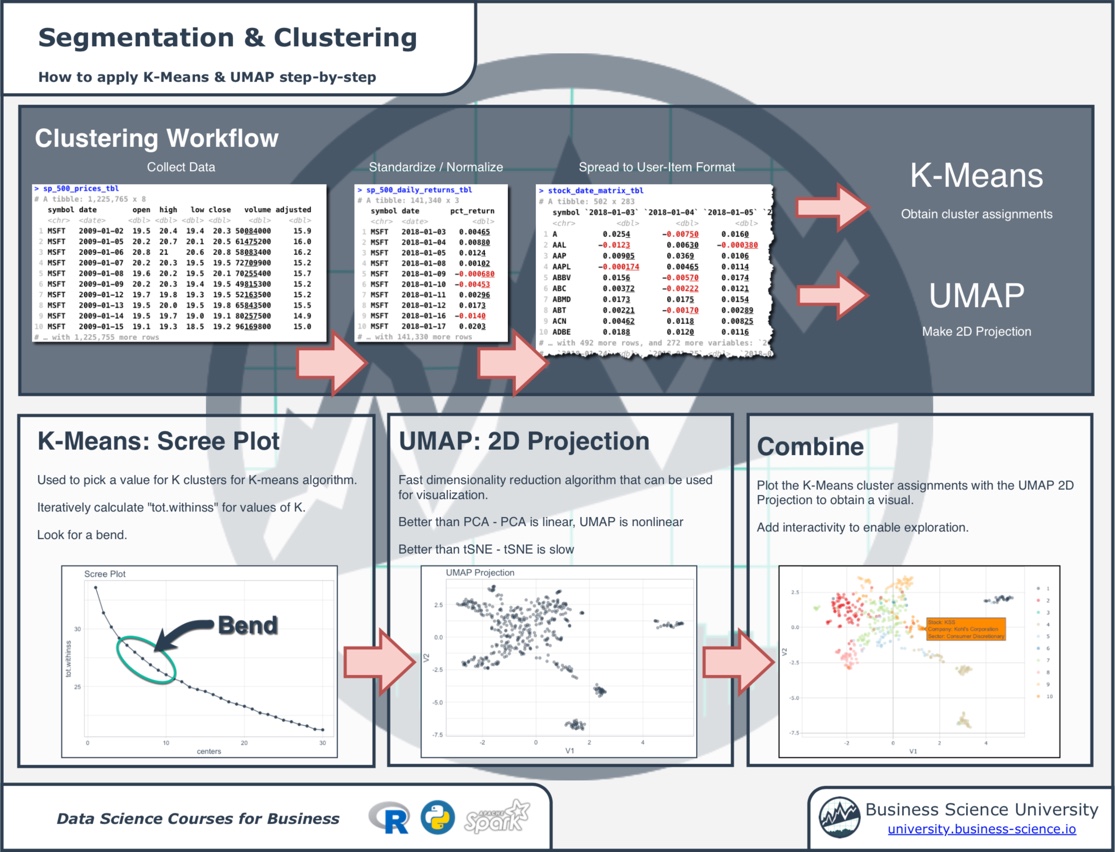 Segmentation & Clustering
How to apply K-Means & UMAP step-by-step
Clustering Workflow
Collect Data
> sp_500_prices_tbl
# A tibble: 1,225,765 x 8
symbol date open high low close volume adjusted
<chr> <date> <dbl> <dbl> <dbl> <dbl> <dbl> <dbl>
1 MSFT 2009-01-02 19.5 20.4 19.4 20.3 50084000 15.9
2 MSFT 2009-01-05 20.2 20.7 20.1 20.5 61475200 16.0
3 MSFT 2009-01-06 20.8 21 20.6 20.8 58083400 16.2
4 MSFT 2009-01-07 20.2 20.3 19.5 19.5 72709900 15.2
5 MSFT 2009-01-08 19.6 20.2 19.5 20.1 70255400 15.7
6 MSFT 2009-01-09 20.2 20.3 19.4 19.5 49815300 15.2
7 MSFT 2009-01-12 19.7 19.8 19.3 19.5 52163500 15.2
8 MSFT 2009-01-13 19.5 20.0 19.5 19.8 65843500 15.5
9 MSFT 2009-01-14 19.5 19.7 19.0 19.1 80257500 14.9
10 MSFT 2009-01-15 19.1 19.3 18.5 19.2 96169800 15.0
# … with 1,225,755 more rows
Standardize / Normalize
> sp_500_daily_returns_tbl
# A tibble: 141,340 x 3
symbol date pct_return
<chr> <date> <dbl>
1 MSFT 2018-01-03 0.00465
2 MSFT 2018-01-04 0.00880
3 MSFT 2018-01-05 0.0124
4 MSFT 2018-01-08 0.00102
5 MSFT 2018-01-09 -0.000680
6 MSFT 2018-01-10 -0.00453
7 MSFT 2018-01-11 0.00296
8 MSFT 2018-01-12 0.0173
9 MSFT 2018-01-16 -0.0140
10 MSFT 2018-01-17 0.0203
# … with 141,330 more rows
Spread to User-Item Format
> stock_date_matrix_tbl
# A tibble: 502 x 283
symbol `2018-01-03` `2018-01-04` `2018-01-05` `2
<chr> <dbl> <dbl> <dbl>
1 A 0.0254 -0.00750 0.0160
2 AAL -0.0123 0.00630 -0.000380
3 AAP 0.00905 0.0369 0.0106
4 AAPL -0.000174 0.00465 0.0114
5 ABBV 0.0156 -0.00570 0.0174
6 ABC 0.00372 -0.00222 0.0121
7 ABMD 0.0173 0.0175 0.0154
8 ABT 0.00221 -0.00170 0.00289
9 ACN 0.00462 0.0118 0.00825
10 ADBE 0.0188 0.0120 0.0116
# … with 492 more rows, and 272 more variables:
K-Means
Obtain cluster assignments
UMAP
Make 2D Projection
K-Means: Scree Plot
Used to pick a value for K clusters for K-means algorithm.
Iteratively calculate "tot.withinss" for values of K.
Look for a bend.
Scree Plot
Bend
tot.withinss
30
25
0 10 20 30
centers
UMAP: 2D Projection
Fast dimensionality reduction algorithm that can be used
for visualization.
Better than PCA - PCA is linear, UMAP is nonlinear
Better than tSNE - tSNE is slow
UMAP Projection
V2
2.5
0.0
-2.5
-5.0
-7.5
-2 0 2 4
V1
Combine
Plot the K-Means cluster assignments with the UMAP 2D
Projection to obtain a visual.
Add interactivity to enable exploration.
V2
2.5
0.0
-2.5
-5.0
-7.5
-2 0 2 4
V1
Stock: KSS
Company: Kohl's Corporation
Sector: Consumer Discretionary
1
2
3
4
5
6
7
8
9
10
Data Science Courses for Business
R
APACHE
Spark
Business Science University
university.business-science.io